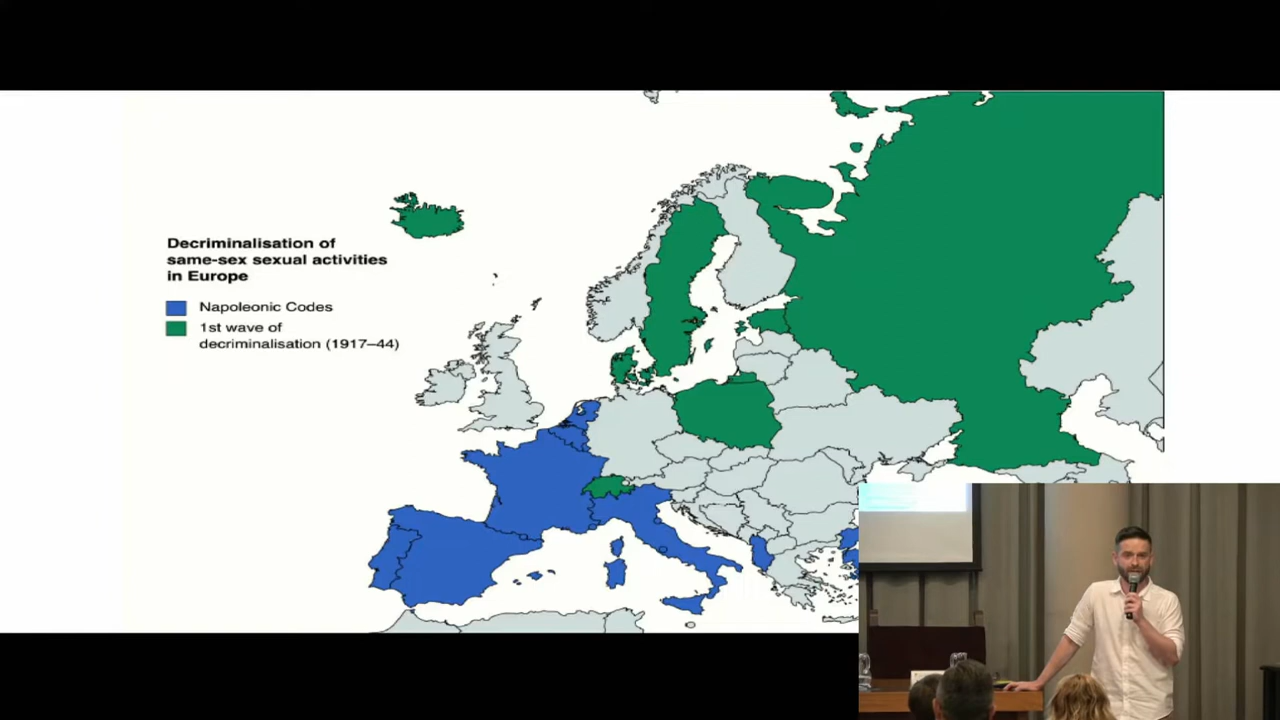 Decriminalisation of
same-sex sexual activities
in Europe
Napoleonic Codes
1st wave of
decriminalisation (1917–44)